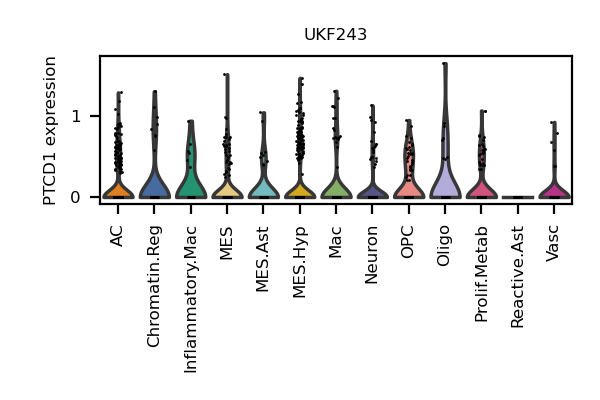 UKF243
PTCD1 expression
1
0
AC
Chromatin.Reg
Inflammatory.Mac
MES
MES.Ast
MES.Hyp
Mac
Neuron
OPC
Oligo
Prolif.Metab
Reactive.Ast
Vasc